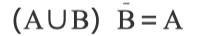 (A∪B) B̄ = A